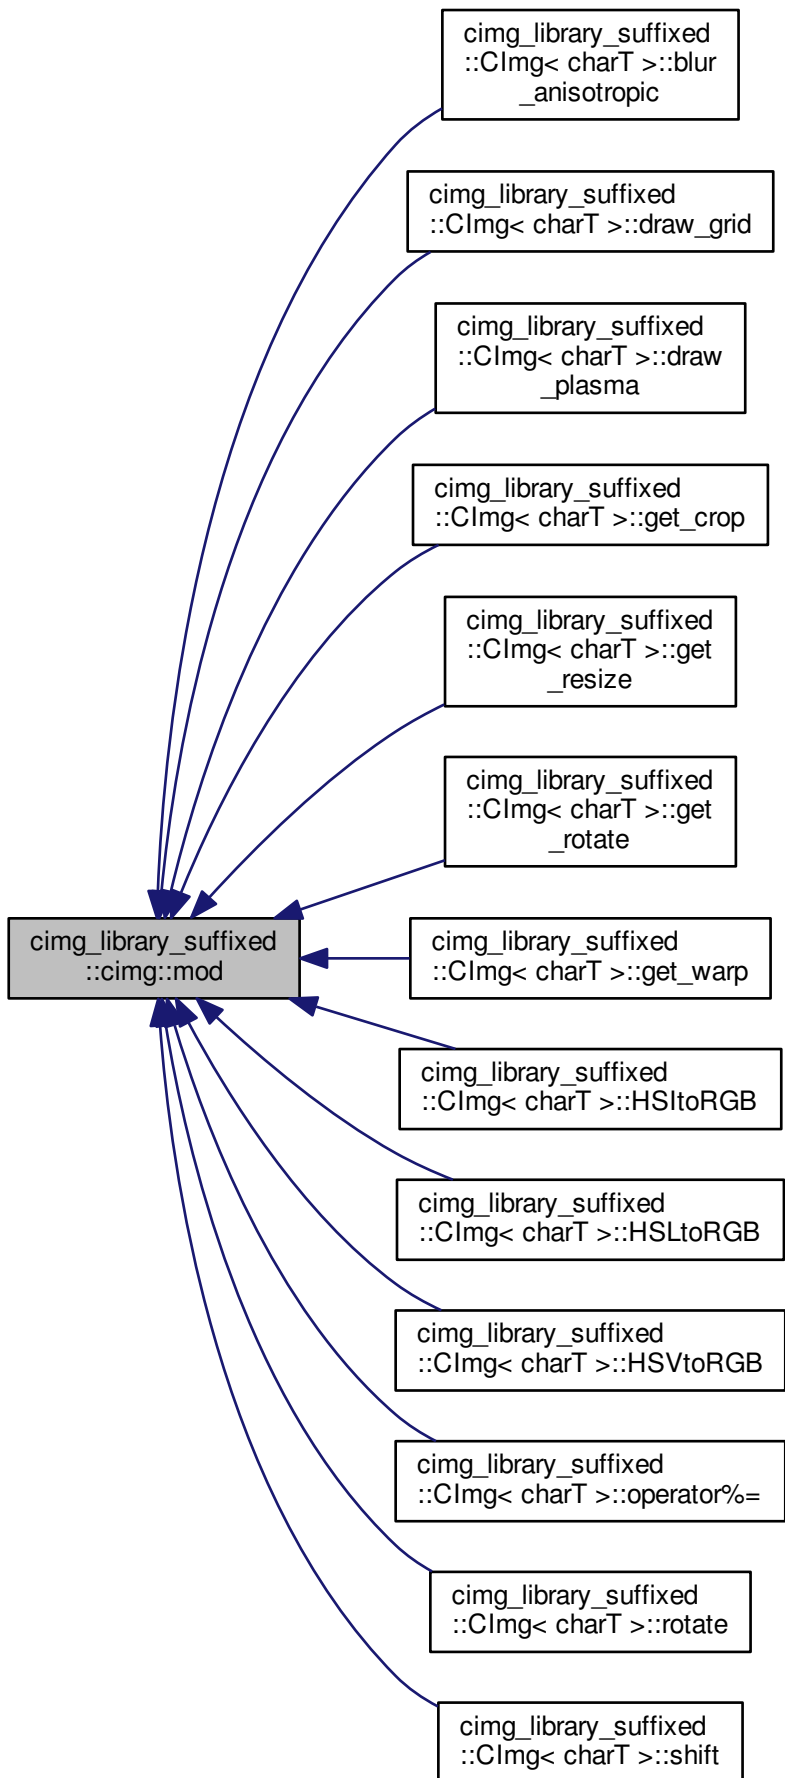 cimg_library_suffixed
::CImg< charT >::blur
_anisotropic
cimg_library_suffixed
::CImg< charT >::draw_grid
cimg_library_suffixed
::CImg< charT >::draw
_plasma
cimg_library_suffixed
::CImg< charT >::get_crop
cimg_library_suffixed
::CImg< charT >::get
_resize
cimg_library_suffixed
::CImg< charT >::get
_rotate
cimg_library_suffixed
::cimg::mod
cimg_library_suffixed
::CImg< charT >::get_warp
cimg_library_suffixed
::CImg< charT >::HSItoRGB
cimg_library_suffixed
::CImg< charT >::HSLtoRGB
cimg_library_suffixed
::CImg< charT >::HSVtoRGB
cimg_library_suffixed
::CImg< charT >::operator%=
cimg_library_suffixed
::CImg< charT >::rotate
cimg_library_suffixed
::CImg< charT >::shift